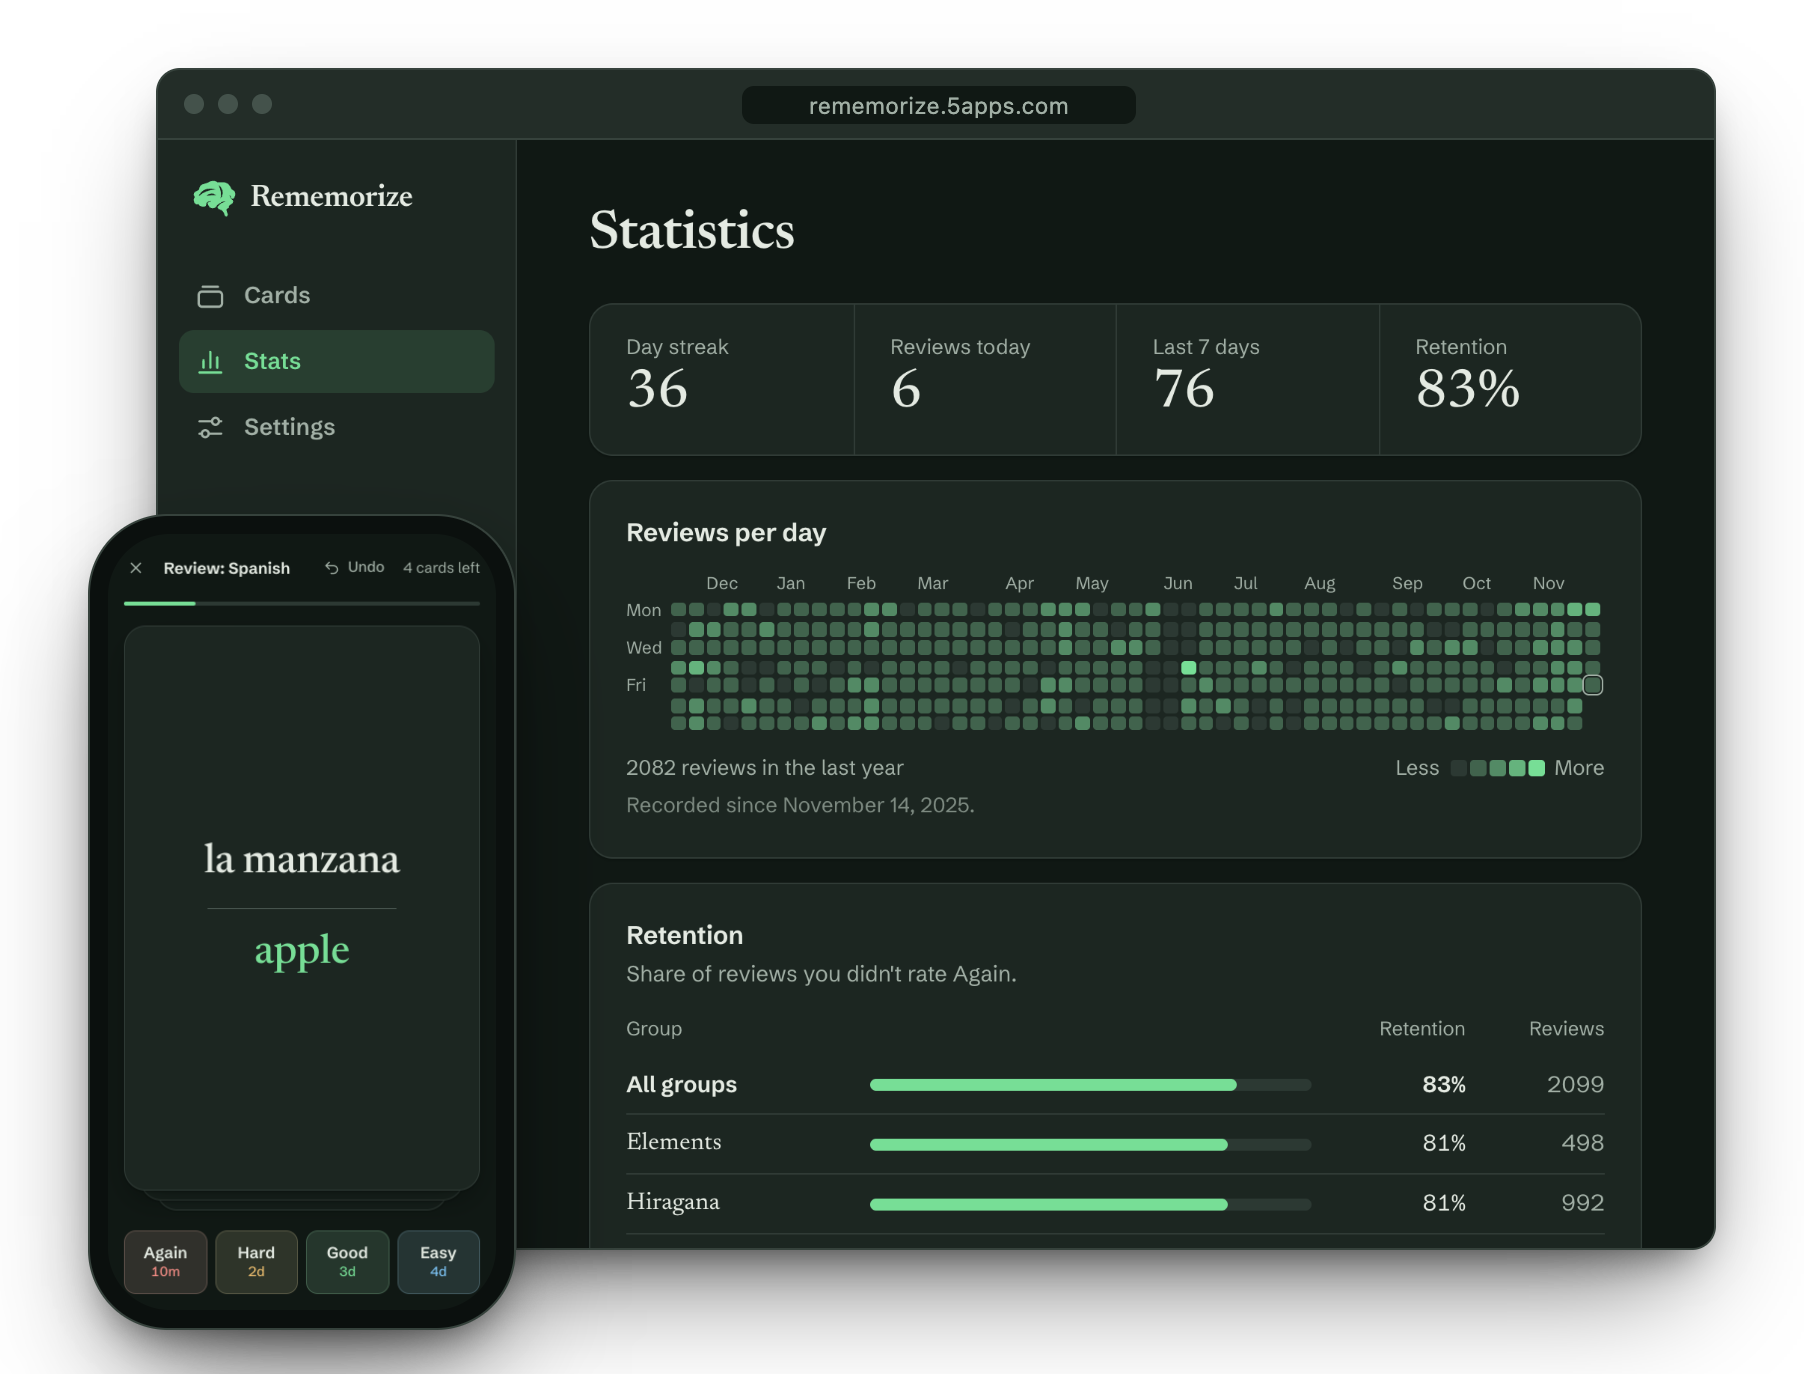 rememorize.5apps.com
Rememorize
Cards
Stats
Settings
Statistics
Day streak
36
Reviews today
6
Last 7 days
76
Retention
83%
Reviews per day
Dec Jan Feb Mar Apr May Jun Jul Aug Sep Oct Nov
Mon
Wed
Fri
2082 reviews in the last year
Less More
Recorded since November 14, 2025.
Retention
Share of reviews you didn't rate Again.
Group Retention Reviews
All groups 83% 2099
Elements 81% 498
Hiragana 81% 992
Review: Spanish Undo 4 cards left
la manzana
apple
Again
10m
Hard
2d
Good
3d
Easy
4d